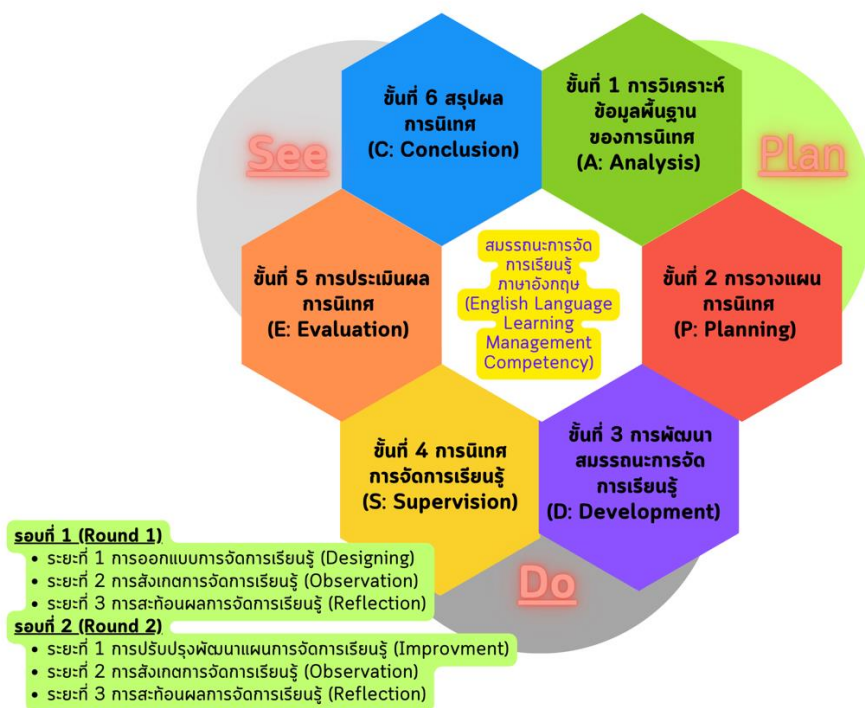 ขั้นที่ 6 สรุปผล
การนิเทศ
(C: Conclusion)
ขั้นที่ 1 การวิเคราะห์
ข้อมูลพื้นฐาน
ของการนิเทศ
(A: Analysis)
See
Plan
ขั้นที่ 5 การประเมินผล
การนิเทศ
(E: Evaluation)
สมรรถนะการจัด
การเรียนรู้
ภาษาอังกฤษ
(English Language
Learning
Management
Competency)
ขั้นที่ 2 การวางแผน
การนิเทศ
(P: Planning)
ขั้นที่ 4 การนิเทศ
การจัดการเรียนรู้
(S: Supervision)
ขั้นที่ 3 การพัฒนา
สมรรถนะการจัด
การเรียนรู้
(D: Development)
Do
รอบที่ 1 (Round 1)
• ระยะที่ 1 การออกแบบการจัดการเรียนรู้ (Designing)
• ระยะที่ 2 การสังเกตการจัดการเรียนรู้ (Observation)
• ระยะที่ 3 การสะท้อนผลการจัดการเรียนรู้ (Reflection)
รอบที่ 2 (Round 2)
• ระยะที่ 1 การปรับปรุงพัฒนาแผนการจัดการเรียนรู้ (Improvment)
• ระยะที่ 2 การสังเกตการจัดการเรียนรู้ (Observation)
• ระยะที่ 3 การสะท้อนผลการจัดการเรียนรู้ (Reflection)